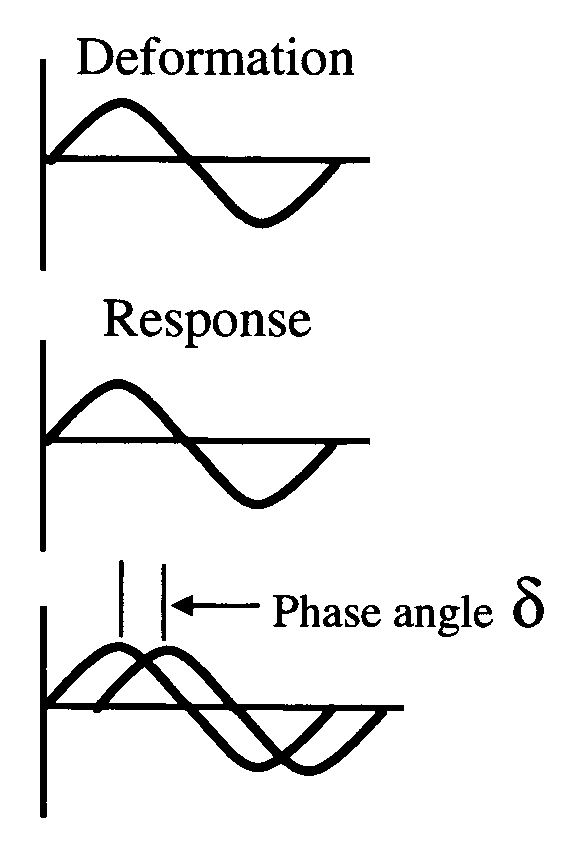 Deformation
Response
Phase angle δ